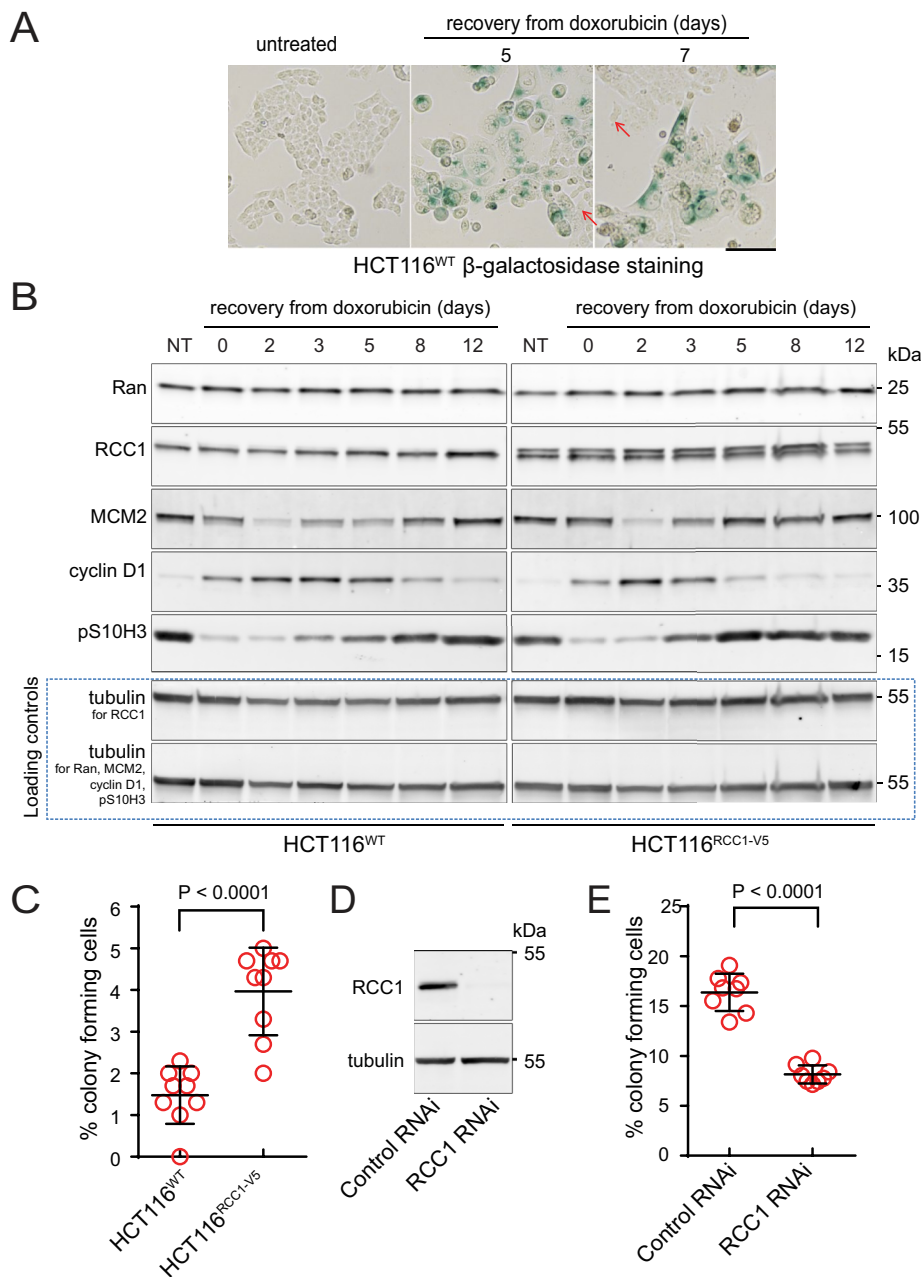 A
recovery from doxorubicin (days)
untreated
5 7
HCT116WT β-galactosidase staining
B
recovery from doxorubicin (days) recovery from doxorubicin (days)
NT 0 2 3 5 8 12 NT 0 2 3 5 8 12 kDa
Ran 25
55
RCC1
MCM2 100
cyclin D1 35
pS10H3
15
Loading controls
tubulin 55
for RCC1
tubulin
for Ran, MCM2,
cyclin D1, 55
pS10H3
HCT116WT HCT116RCC1-V5
C
P < 0.0001
% colony forming cells
6
5
4
3
2
1
0
HCT116WT
HCT116RCC1-V5
D
kDa
55
RCC1
tubulin 55
Control RNAi
RCC1 RNAi
E
P < 0.0001
% colony forming cells
25
20
15
10
5
0
Control RNAi
RCC1 RNAi